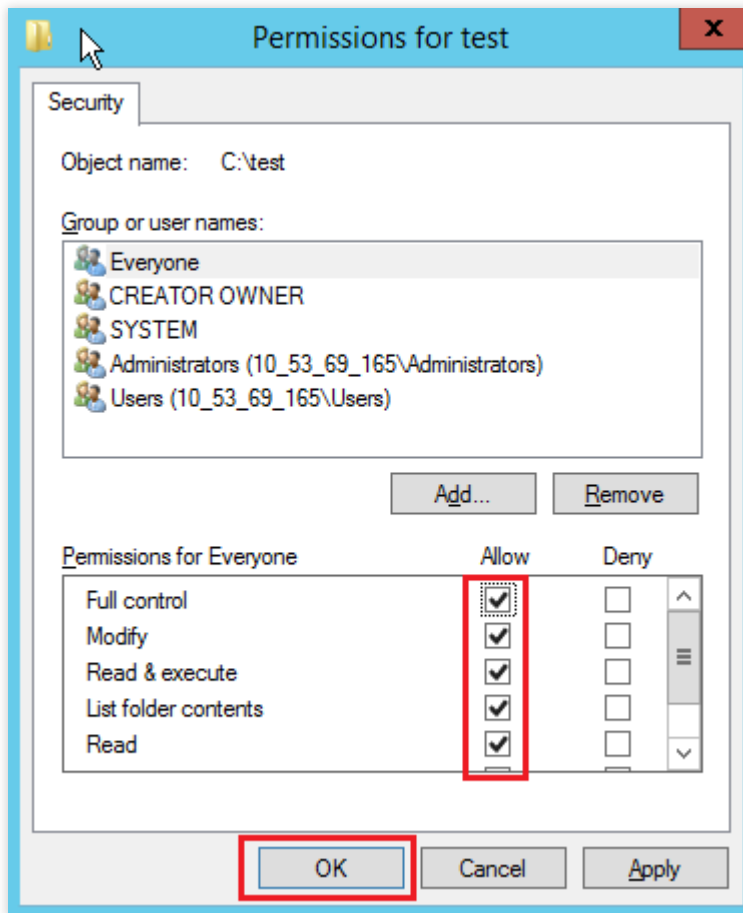 Permissions for test
x
Security
Object name: C:\test
Group or user names:
Everyone
CREATOR OWNER
SYSTEM
Administrators (10_53_69_165\Administrators)
Users (10_53_69_165\Users)
Add... Remove
Permissions for Everyone Allow Deny
Full control
Modify
Read & execute
List folder contents
Read
OK Cancel Apply